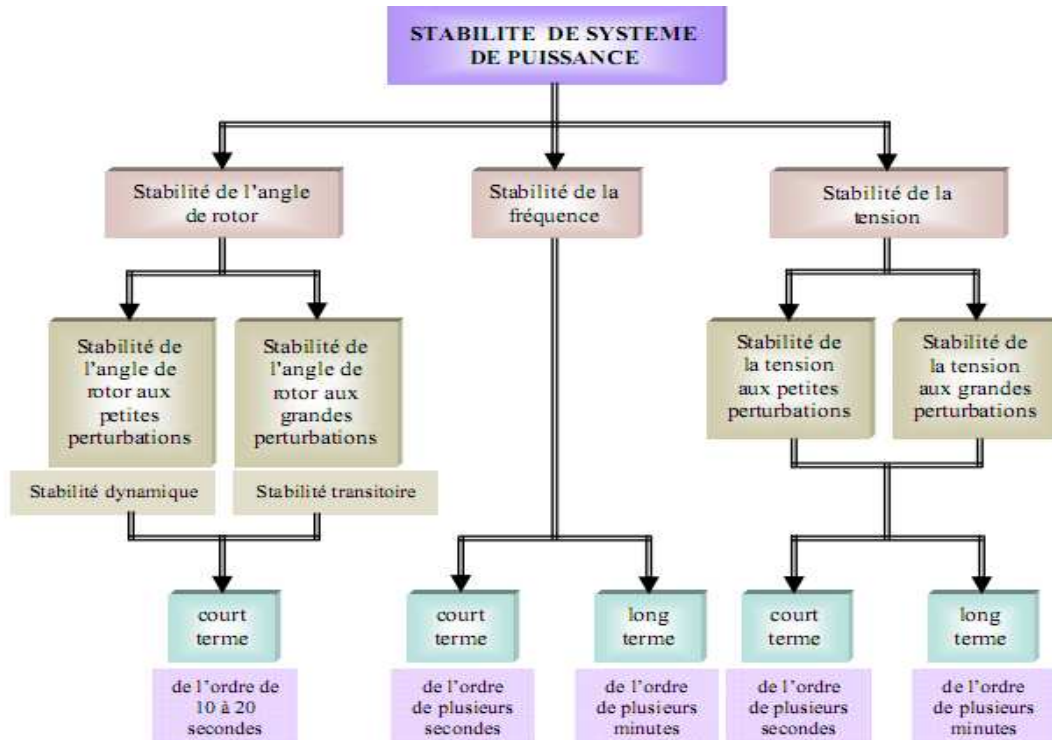 STABILITE DE SYSTEME
DE PUISSANCE
Stabilité de l'angle
de rotor
Stabilité de la
fréquence
Stabilité de la
tension
Stabilité de
l'angle de
rotor aux
petites
perturbations
Stabilité de
l'angle de
rotor aux
grandes
perturbations
Stabilité de
la tension
aux petites
perturbations
Stabilité de
la tension
aux grandes
perturbations
Stabilité dynamique
Stabilité transitoire
court
terme
court
terme
long
terme
court
terme
long
terme
de l'ordre de
10 à 20
secondes
de l'ordre
de plusieurs
secondes
de l'ordre
de plusieurs
minutes
de l'ordre
de plusieurs
secondes
de l'ordre
de plusieurs
minutes